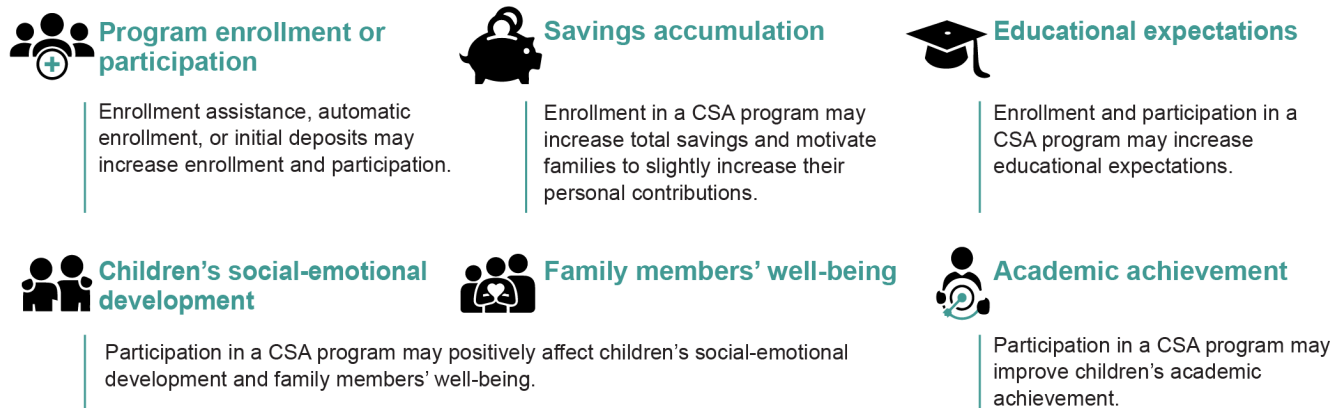 Program enrollment or
participation
Enrollment assistance, automatic
enrollment, or initial deposits may
increase enrollment and participation.
Savings accumulation
Enrollment in a CSA program may
increase total savings and motivate
families to slightly increase their
personal contributions.
Educational expectations
Enrollment and participation in a
CSA program may increase
educational expectations.
Children’s social-emotional
development
Family members’ well-being
Participation in a CSA program may positively affect children’s social-emotional
development and family members’ well-being.
Academic achievement
Participation in a CSA program may
improve children’s academic
achievement.